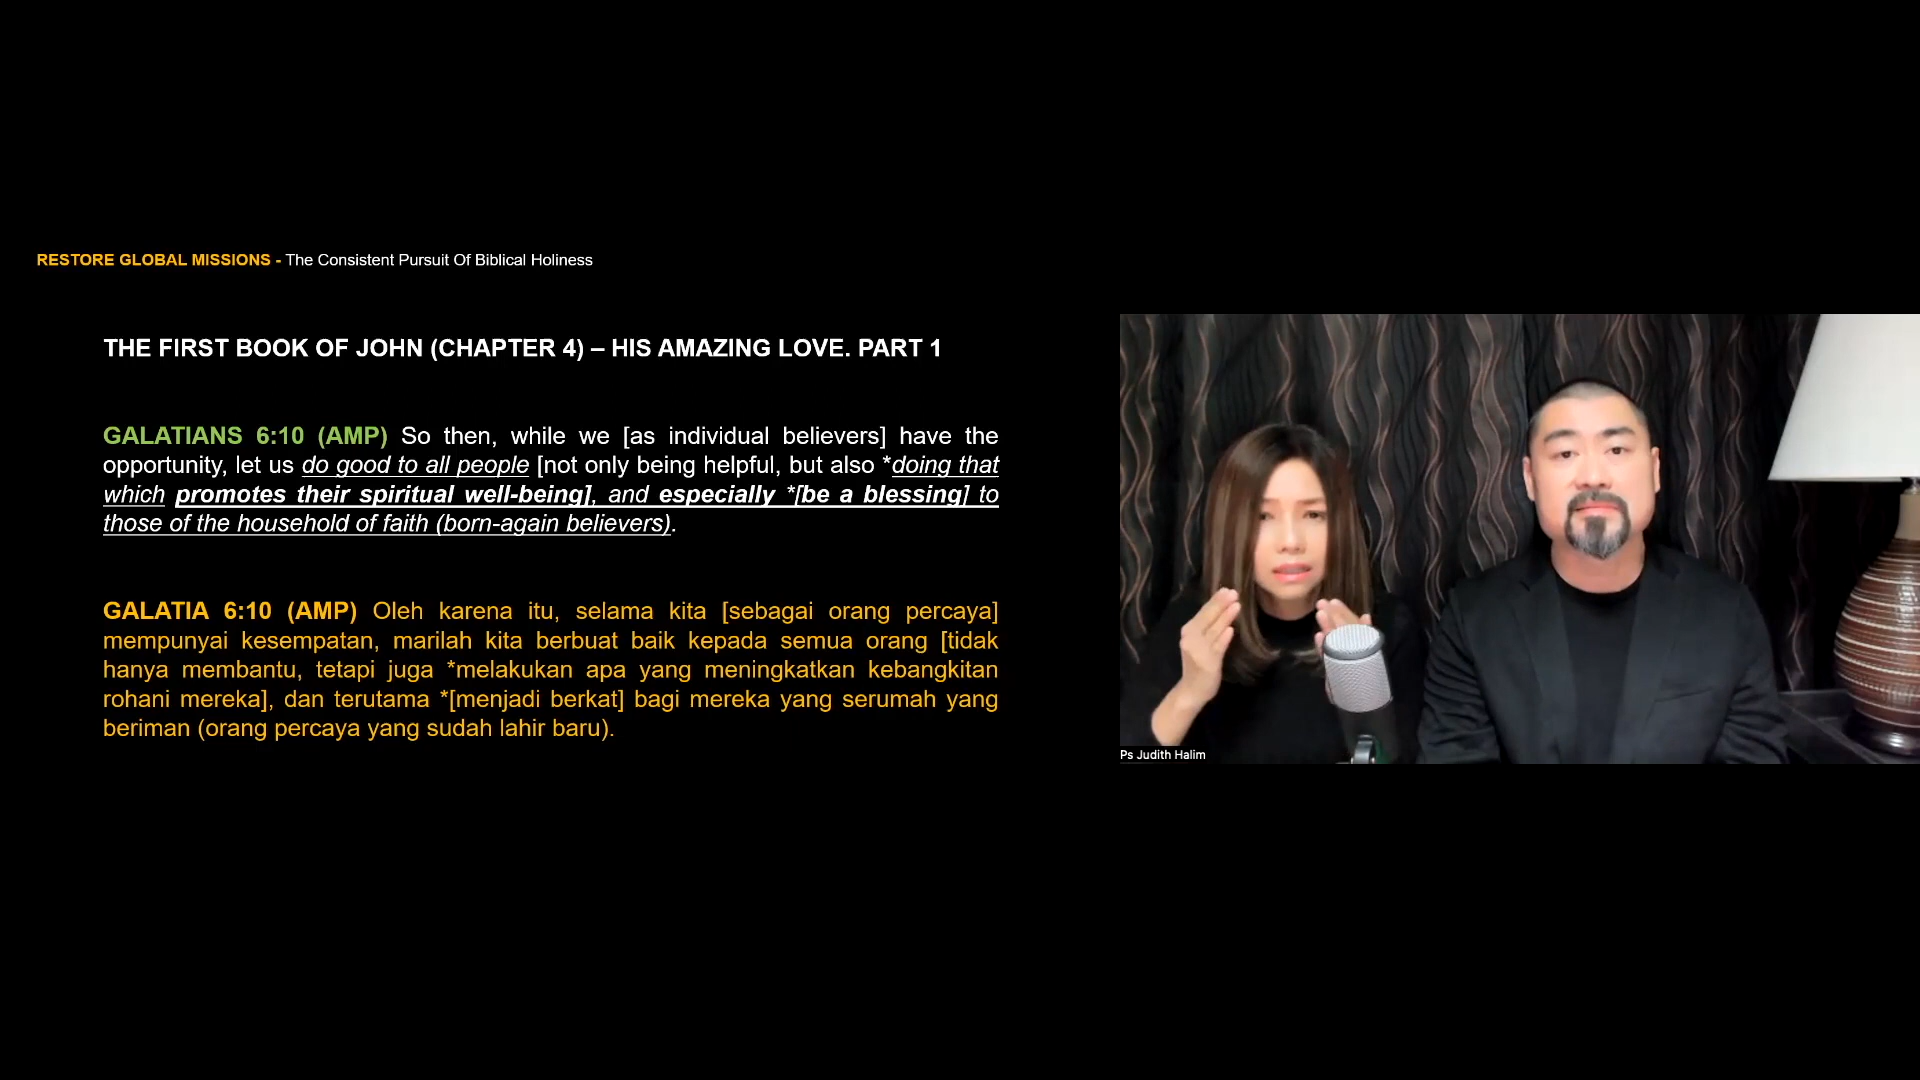 RESTORE GLOBAL MISSIONS - The Consistent Pursuit Of Biblical Holiness
THE FIRST BOOK OF JOHN (CHAPTER 4) – HIS AMAZING LOVE. PART 1
GALATIANS 6:10 (AMP) So then, while we [as individual believers] have the
opportunity, let us do good to all people [not only being helpful, but also *doing that
which promotes their spiritual well-being], and especially *[be a blessing] to
those of the household of faith (born-again believers).
GALATIA 6:10 (AMP) Oleh karena itu, selama kita [sebagai orang percaya]
mempunyai kesempatan, marilah kita berbuat baik kepada semua orang [tidak
hanya membantu, tetapi juga *melakukan apa yang meningkatkan kebangkitan
rohani mereka], dan terutama *[menjadi berkat] bagi mereka yang serumah yang
beriman (orang percaya yang sudah lahir baru).
Ps Judith Halim